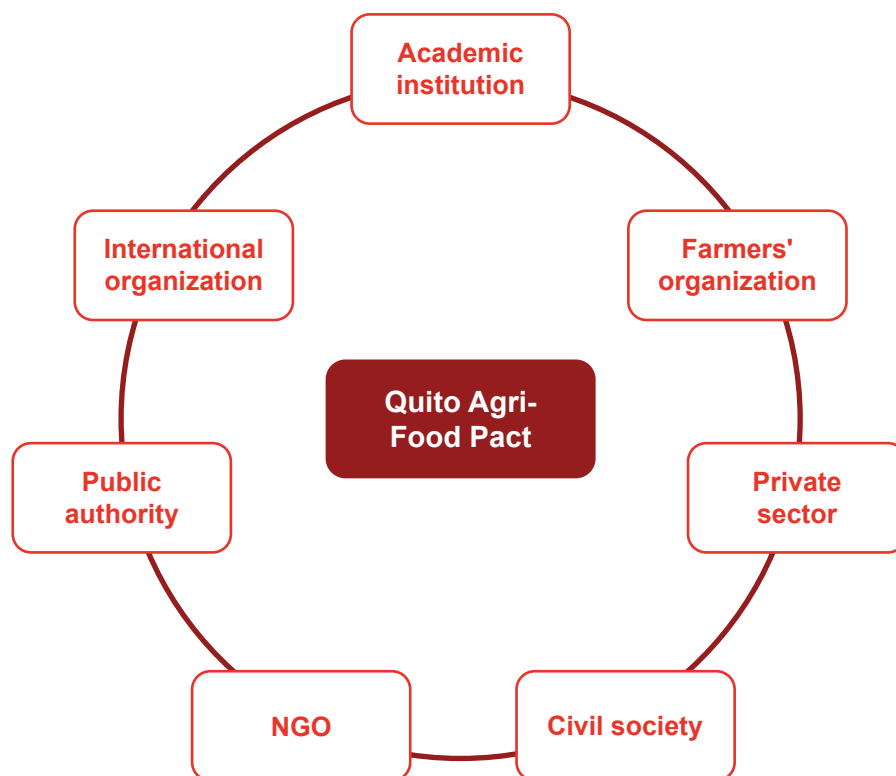 Academic
institution
International
organization
Farmers'
organization
Quito Agri-
Food Pact
Public
authority
Private
sector
NGO
Civil society